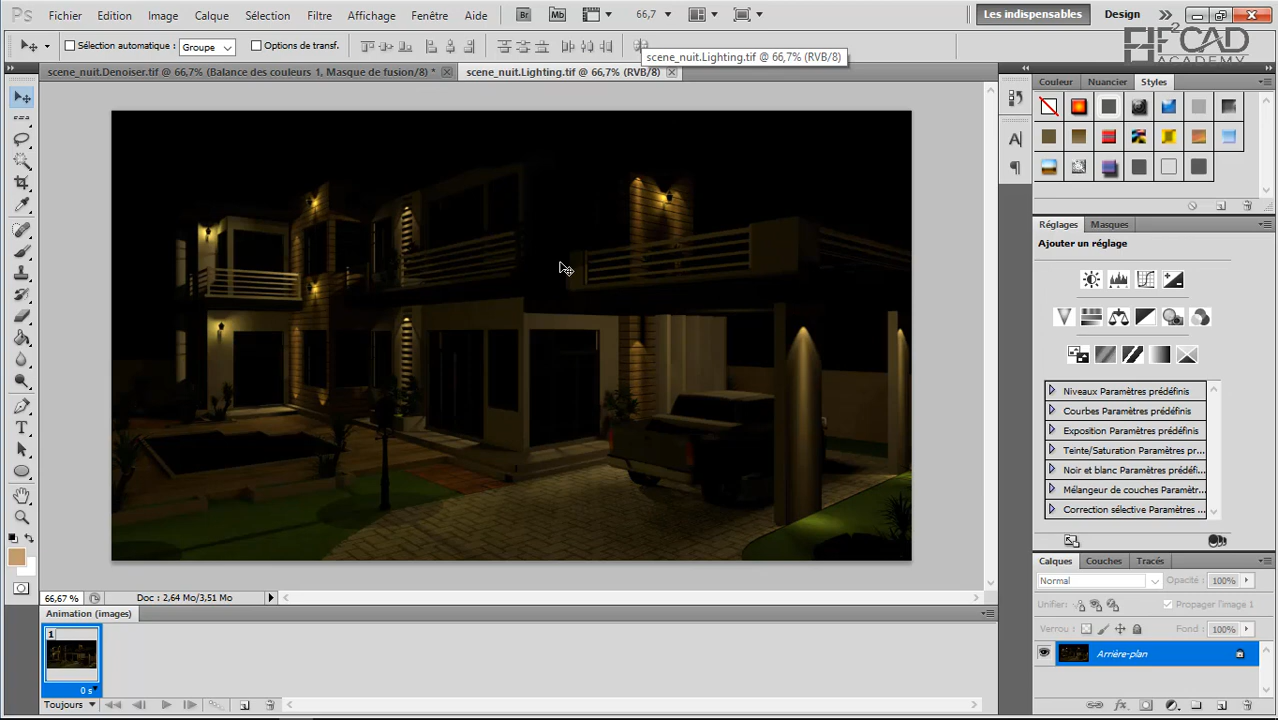 Ps Fichier Edition Image Calque Sélection Filtre Affichage Fenêtre Aide Br Mb 66,7 Les indispensables Design
Sélection automatique : Groupe Options de transf.
F2CAD
ACADEMY
scene_nuit.Lighting.tif @ 66,7% (RVB/8)
scene_nuit.Denoiser.tif @ 66,7% (Balance des couleurs 1, Masque de fusion/8) *
scene_nuit.Lighting.tif @ 66,7% (RVB/8)
Couleur Nuancier Styles
Réglages Masques
Ajouter un réglage
Niveaux Paramètres prédéfinis
Courbes Paramètres prédéfinis
Exposition Paramètres prédéfinis
Teinte/Saturation Paramètres pr...
Noir et blanc Paramètres prédéfi...
Mélangeur de couches Paramètr...
Correction sélective Paramètres ...
Calques Couches Tracés
Normal Opacité : 100%
Unifier: Propager l'image 1
Verrou : Fond : 100%
Arrière-plan
66,67 % Doc : 2,64 Mo/3,51 Mo
Animation (images)
1
0 s
Toujours